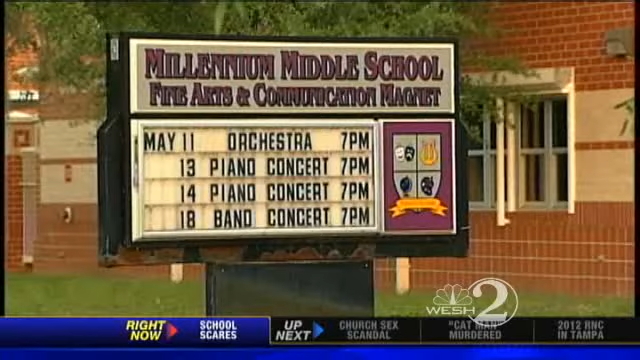 MILLENNIUM MIDDLE SCHOOL
FINE ARTS & COMMUNICATION MAGNET
MAY 11 ORCHESTRA 7PM
13 PIANO CONCERT 7PM
14 PIANO CONCERT 7PM
18 BAND CONCERT 7PM
WESH 2
RIGHT NOW
SCHOOL SCARES
UP NEXT
CHURCH SEX SCANDAL
"CAT MAN" MURDERED
2012 RNC IN TAMPA